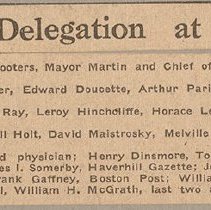 Delegation at
ooters, Mayor Martin and Chief of
er, Edward Doucette, Arthur Pari
Ray, Leroy Hinchcliffe, Horace Le
ll Holt, David Maistrosky, Melville
d physician; Henry Dinsmore, To
es I. Somerby, Haverhill Gazette; J
rank Gaffney, Boston Post; Willia
l, William H. McGrath, last two a